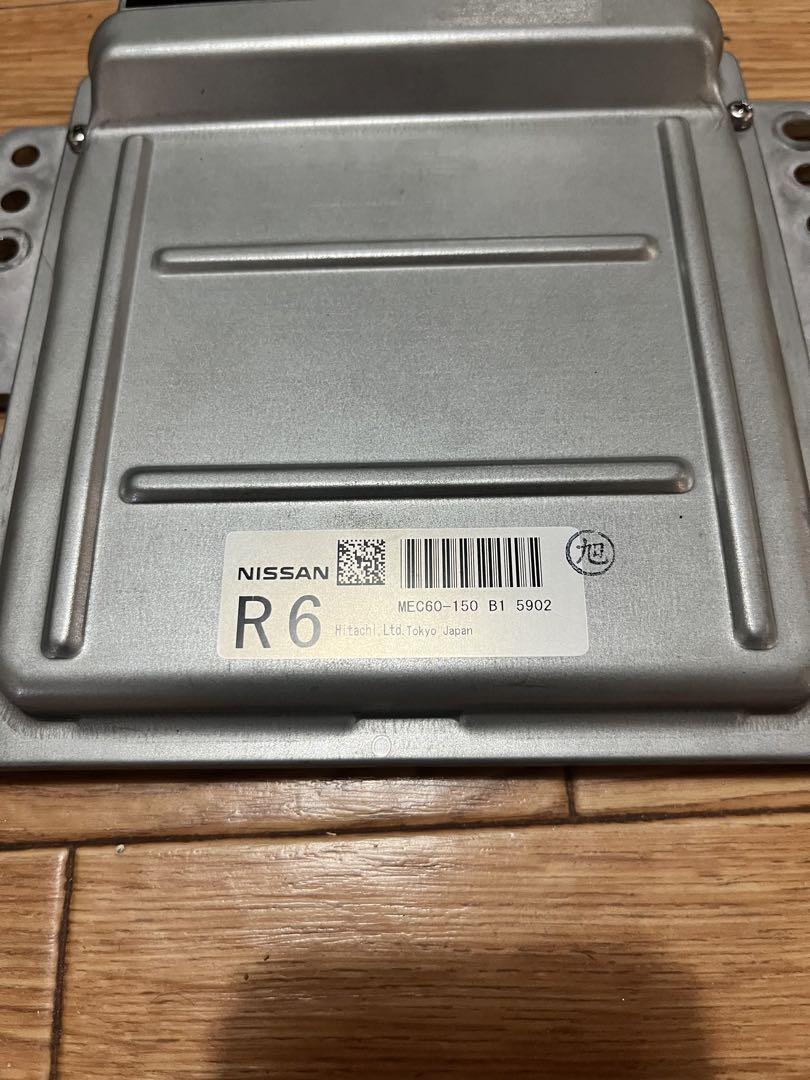 NISSAN
旭
R6
MEC60-150 B1 5902
Hitachi,Ltd.Tokyo Japan